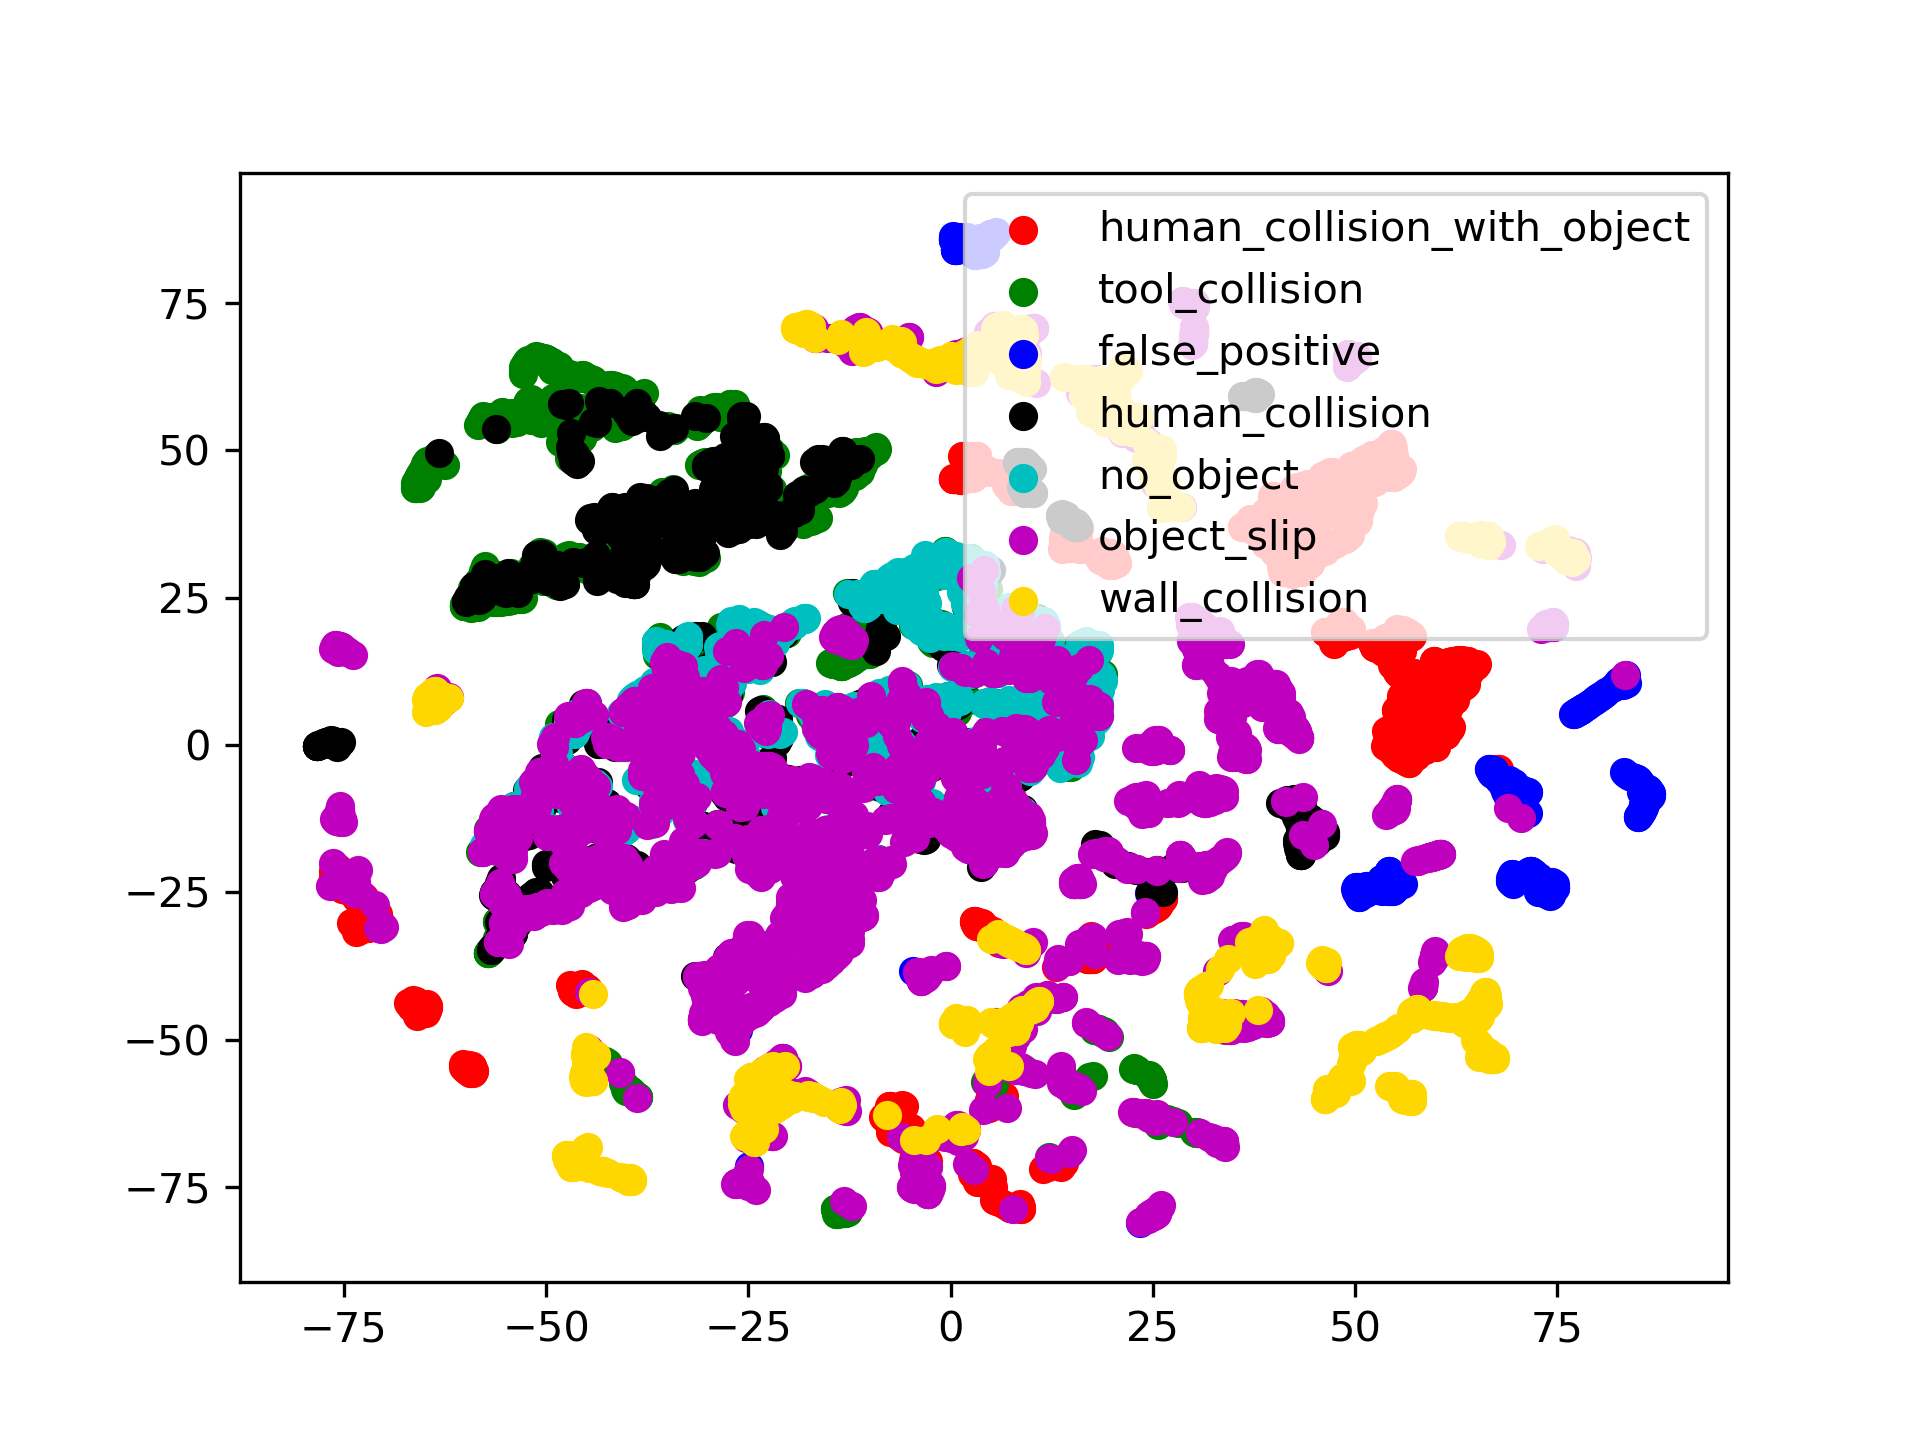 human_collision_with_object
tool_collision
false_positive
human_collision
no_object
object_slip
wall_collision
75
50
25
0
−25
−50
−75
−75 −50 −25 0 25 50 75